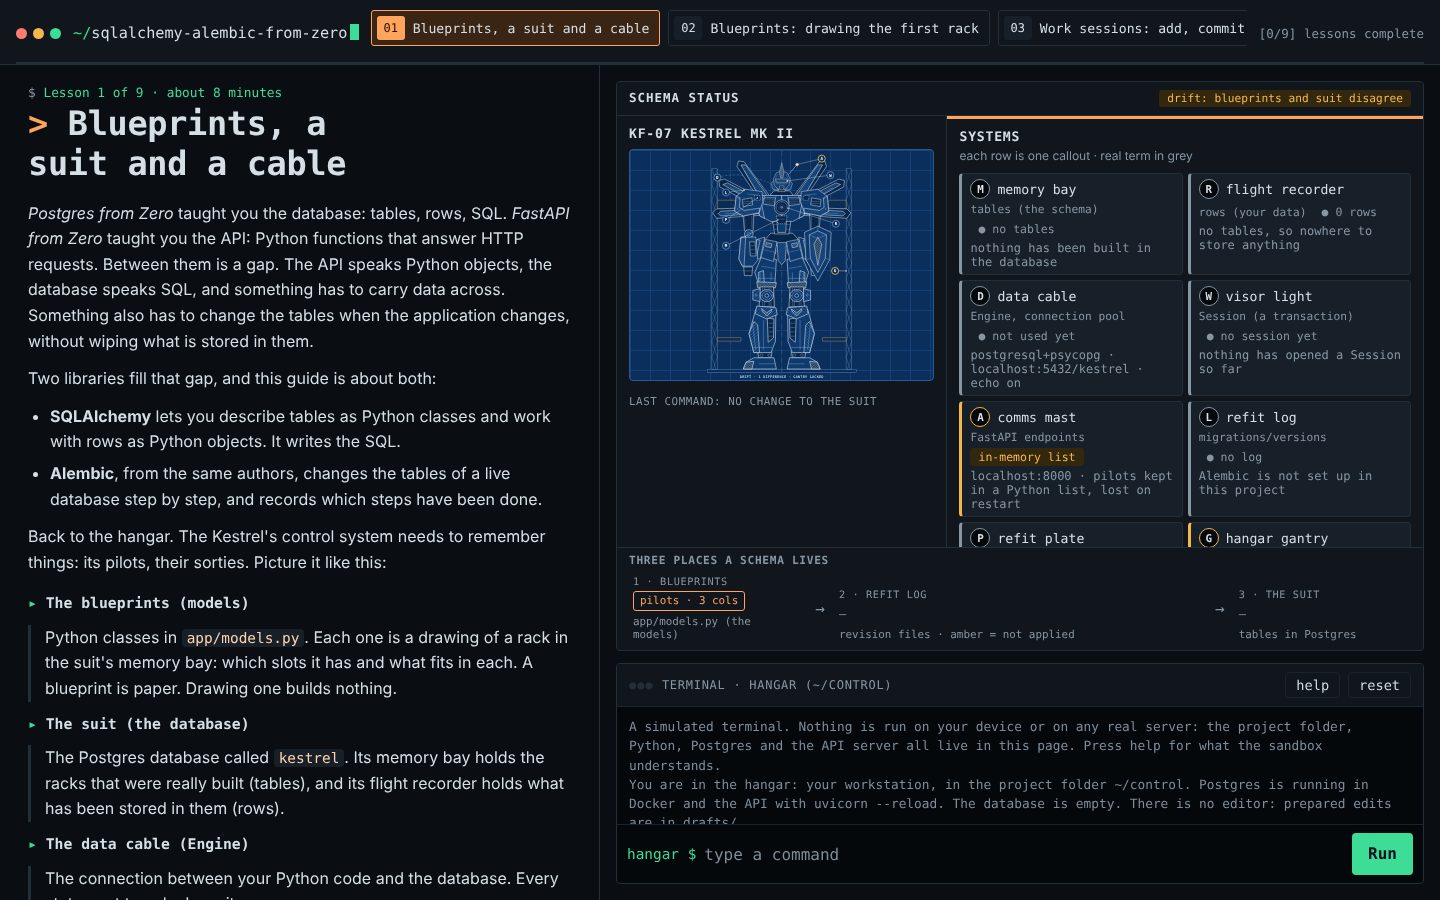 ~/sqlalchemy-alembic-from-zero
01 Blueprints, a suit and a cable
02 Blueprints: drawing the first rack
03 Work sessions: add, commit
[0/9] lessons complete
$ Lesson 1 of 9 · about 8 minutes
> Blueprints, a
suit and a cable
Postgres from Zero taught you the database: tables, rows, SQL. FastAPI
from Zero taught you the API: Python functions that answer HTTP
requests. Between them is a gap. The API speaks Python objects, the
database speaks SQL, and something has to carry data across.
Something also has to change the tables when the application changes,
without wiping what is stored in them.
Two libraries fill that gap, and this guide is about both:
• SQLAlchemy lets you describe tables as Python classes and work
with rows as Python objects. It writes the SQL.
• Alembic, from the same authors, changes the tables of a live
database step by step, and records which steps have been done.
Back to the hangar. The Kestrel's control system needs to remember
things: its pilots, their sorties. Picture it like this:
▸ The blueprints (models)
Python classes in app/models.py. Each one is a drawing of a rack in
the suit's memory bay: which slots it has and what fits in each. A
blueprint is paper. Drawing one builds nothing.
▸ The suit (the database)
The Postgres database called kestrel. Its memory bay holds the
racks that were really built (tables), and its flight recorder holds what
has been stored in them (rows).
▸ The data cable (Engine)
The connection between your Python code and the database. Every
SCHEMA STATUS
drift: blueprints and suit disagree
KF-07 KESTREL MK II
DRIFT · 1 DIFFERENCE · GANTRY LOCKED
LAST COMMAND: NO CHANGE TO THE SUIT
SYSTEMS
each row is one callout · real term in grey
M memory bay
tables (the schema)
● no tables
nothing has been built in
the database
R flight recorder
rows (your data) ● 0 rows
no tables, so nowhere to
store anything
D data cable
Engine, connection pool
● not used yet
postgresql+psycopg ·
localhost:5432/kestrel ·
echo on
W visor light
Session (a transaction)
● no session yet
nothing has opened a Session
so far
A comms mast
FastAPI endpoints
in-memory list
localhost:8000 · pilots kept
in a Python list, lost on
restart
L refit log
migrations/versions
● no log
Alembic is not set up in
this project
P refit plate
G hangar gantry
THREE PLACES A SCHEMA LIVES
1 · BLUEPRINTS
pilots · 3 cols
app/models.py (the
models)
→
2 · REFIT LOG
—
revision files · amber = not applied
→
3 · THE SUIT
—
tables in Postgres
TERMINAL · HANGAR (~/CONTROL)
help
reset
A simulated terminal. Nothing is run on your device or on any real server: the project folder,
Python, Postgres and the API server all live in this page. Press help for what the sandbox
understands.
You are in the hangar: your workstation, in the project folder ~/control. Postgres is running in
Docker and the API with uvicorn --reload. The database is empty. There is no editor: prepared edits
are in drafts/
hangar $ type a command
Run